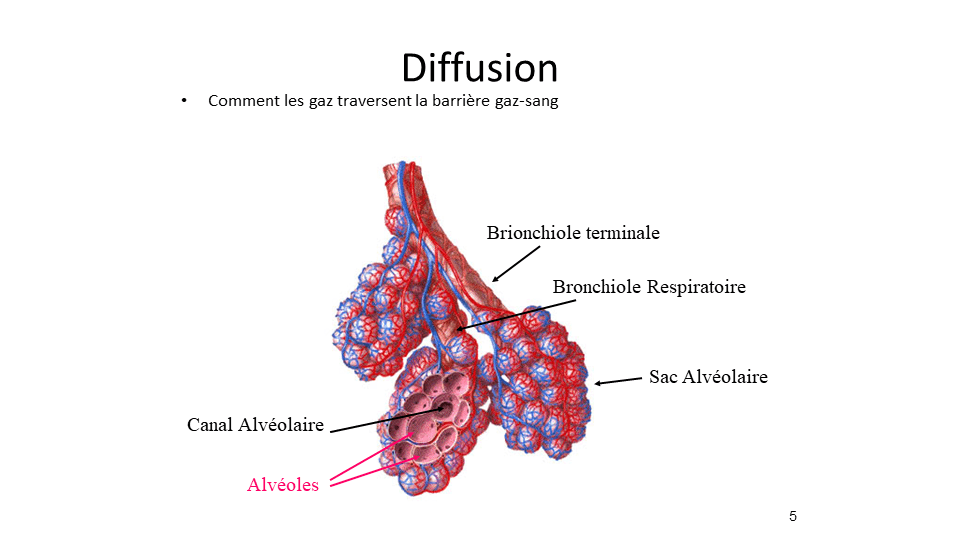 Diffusion
• Comment les gaz traversent la barrière gaz-sang
Brionchiole terminale
Bronchiole Respiratoire
Sac Alvéolaire
Canal Alvéolaire
Alvéoles
5